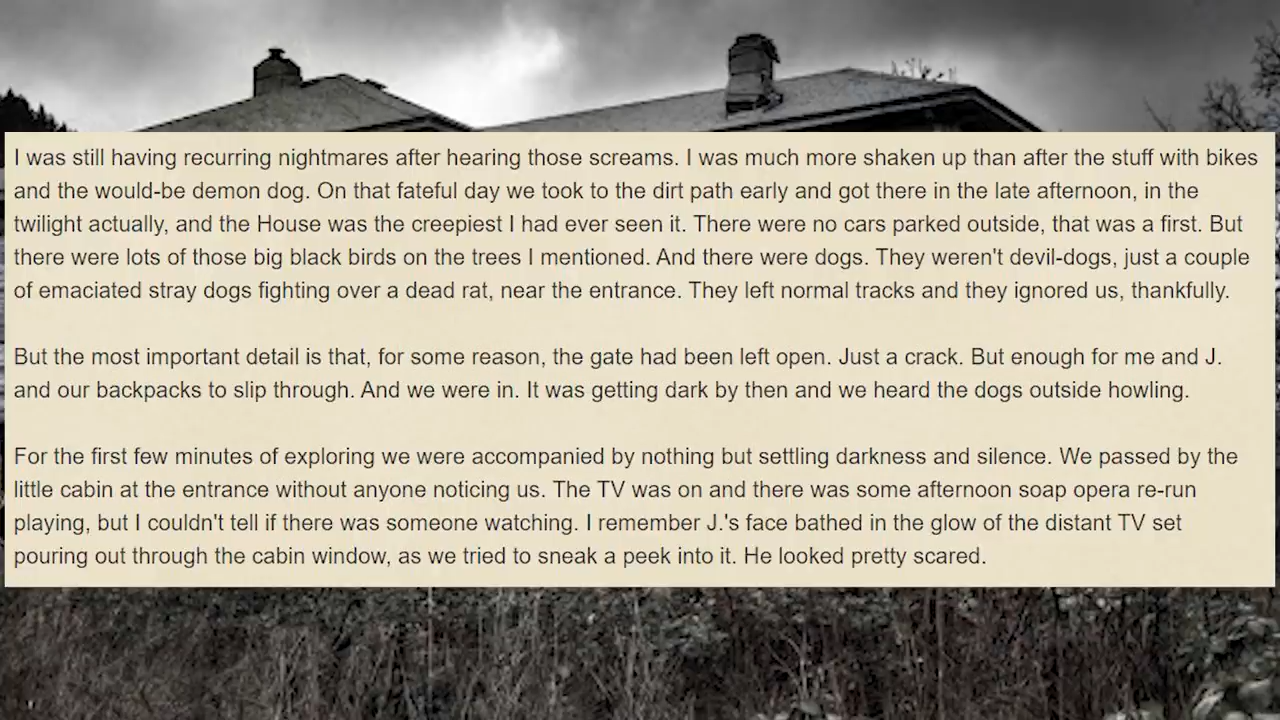 I was still having recurring nightmares after hearing those screams. I was much more shaken up than after the stuff with bikes
and the would-be demon dog. On that fateful day we took to the dirt path early and got there in the late afternoon, in the
twilight actually, and the House was the creepiest I had ever seen it. There were no cars parked outside, that was a first. But
there were lots of those big black birds on the trees I mentioned. And there were dogs. They weren't devil-dogs, just a couple
of emaciated stray dogs fighting over a dead rat, near the entrance. They left normal tracks and they ignored us, thankfully.
But the most important detail is that, for some reason, the gate had been left open. Just a crack. But enough for me and J.
and our backpacks to slip through. And we were in. It was getting dark by then and we heard the dogs outside howling.
For the first few minutes of exploring we were accompanied by nothing but settling darkness and silence. We passed by the
little cabin at the entrance without anyone noticing us. The TV was on and there was some afternoon soap opera re-run
playing, but I couldn't tell if there was someone watching. I remember J.'s face bathed in the glow of the distant TV set
pouring out through the cabin window, as we tried to sneak a peek into it. He looked pretty scared.